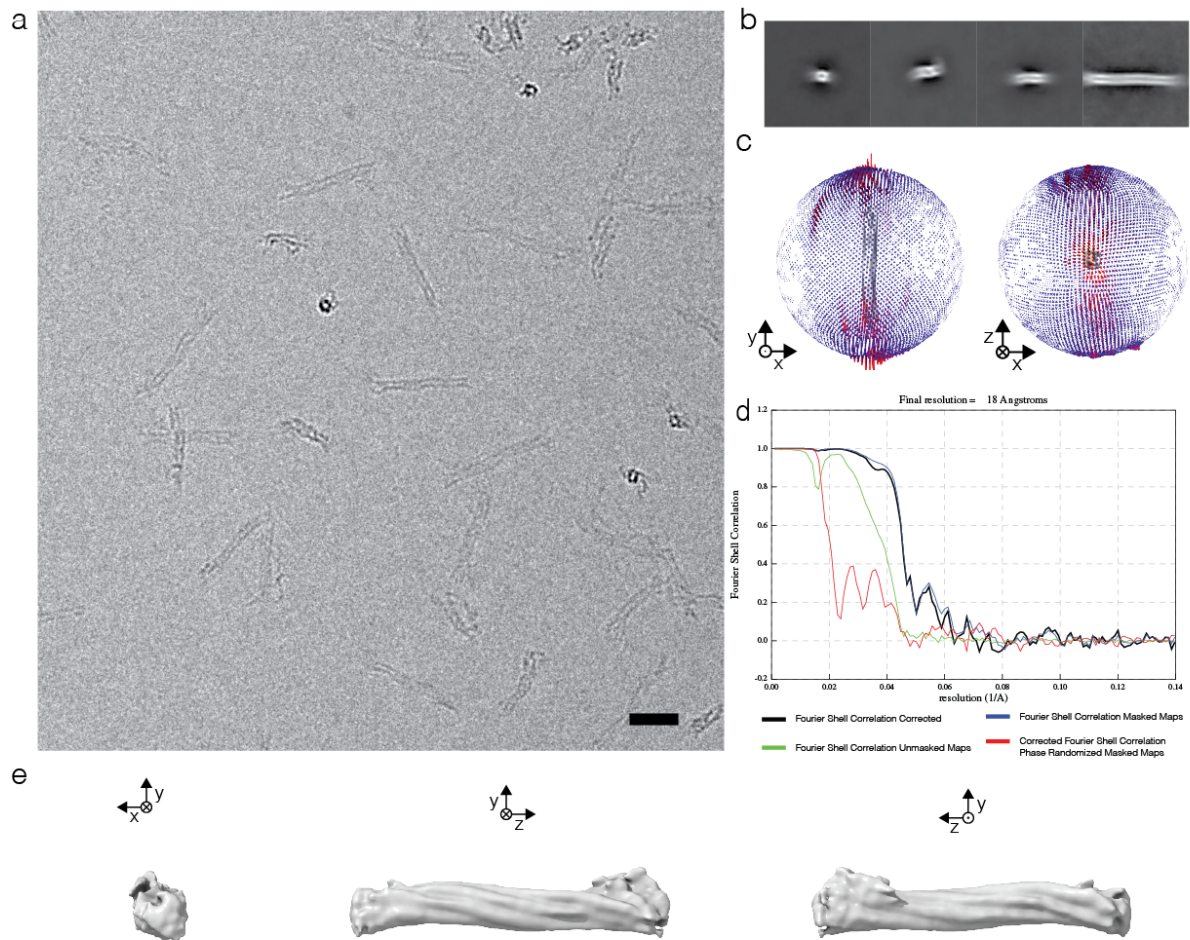 a
b
c
y
x
z
x
d
Final resolution = 18 Angstroms
1.2
1.0
0.8
0.6
0.4
0.2
0.0
-0.2
Fourier Shell Correlation
0.00
0.02
0.04
0.06
0.08
0.10
0.12
0.14
resolution (1/A)
Fourier Shell Correlation Corrected
Fourier Shell Correlation Masked Maps
Fourier Shell Correlation Unmasked Maps
Corrected Fourier Shell Correlation
Phase Randomized Masked Maps
e
y
x
y
z
y
z